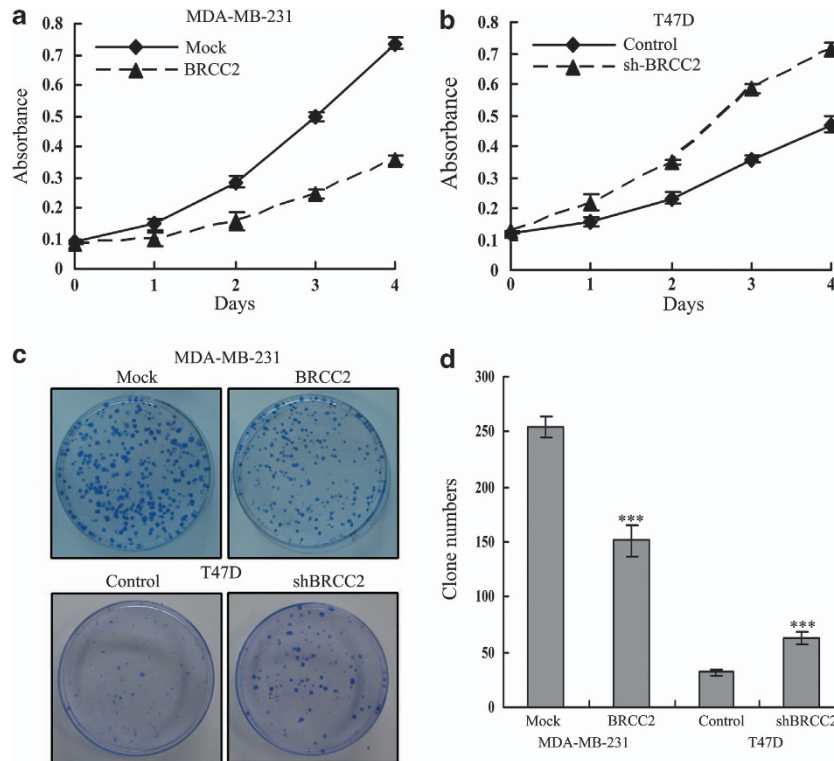 a
MDA-MB-231
Mock
BRCC2
Absorbance
0.8
0.7
0.6
0.5
0.4
0.3
0.2
0.1
0
0 1 2 3 4
Days
b
T47D
Control
sh-BRCC2
Absorbance
0.8
0.7
0.6
0.5
0.4
0.3
0.2
0.1
0
0 1 2 3 4
Days
c
MDA-MB-231
Mock BRCC2
T47D
Control shBRCC2
d
Clone numbers
300
250
200
150
100
50
0
***
***
Mock BRCC2 Control shBRCC2
MDA-MB-231 T47D